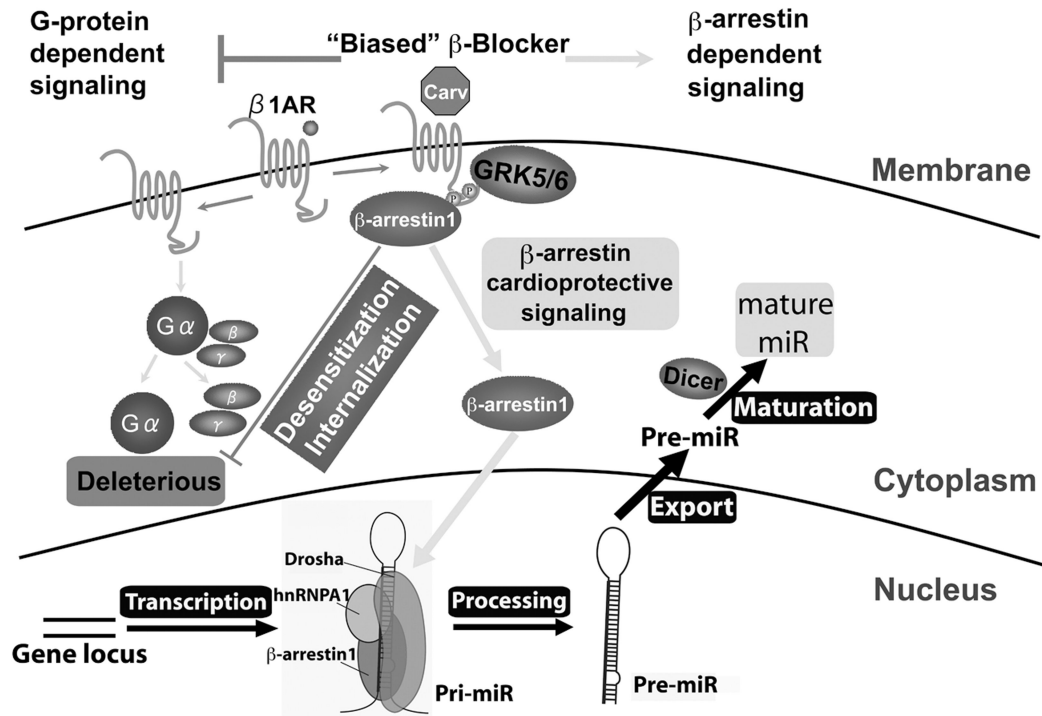 G-protein
dependent
signaling
“Biased” β-Blocker
β-arrestin
dependent
signaling
Carv
β1AR
GRK5/6
P
P
Membrane
β-arrestin1
β-arrestin
cardioprotective
signaling
Desensitization
Internalization
mature
miR
Gα
β
γ
Dicer
Maturation
β-arrestin1
β
γ
Gα
Pre-miR
Deleterious
Cytoplasm
Export
Drosha
Nucleus
Transcription
hnRNPA1
Processing
Gene locus
β-arrestin1
Pri-miR
Pre-miR